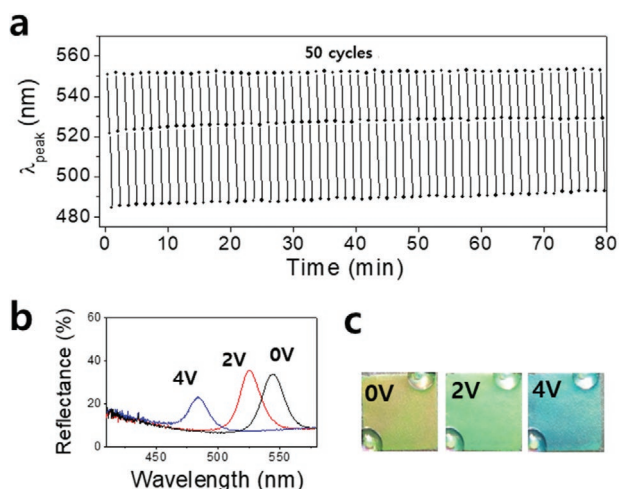 a
50 cycles
560
540
520
500
480
λpeak (nm)
0 10 20 30 40 50 60 70 80
Time (min)
b
60
40
20
0
Reflectance (%)
4V 2V 0V
450 500 550
Wavelength (nm)
c
0V 2V 4V